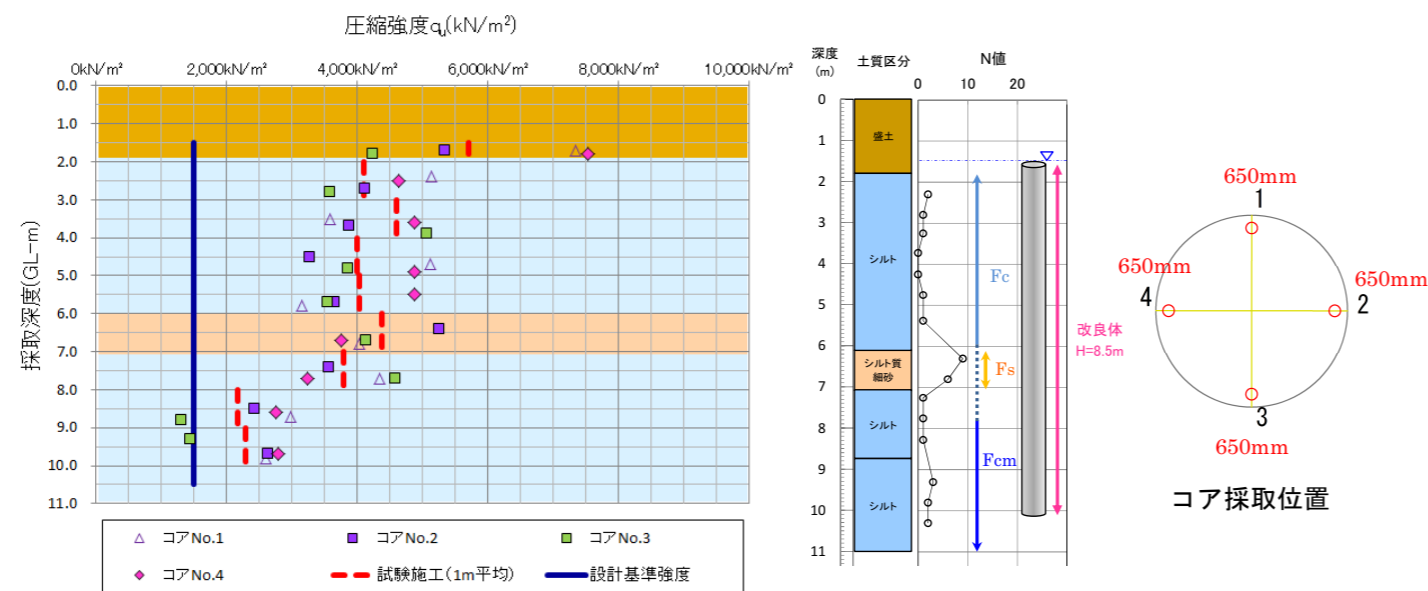 圧縮強度qu(kN/m²)
0kN/m² 2,000kN/m² 4,000kN/m² 6,000kN/m² 8,000kN/m² 10,000kN/m²
採取深度(GL-m)
0.0
1.0
2.0
3.0
4.0
5.0
6.0
7.0
8.0
9.0
10.0
11.0
コアNo.1 コアNo.2 コアNo.3
コアNo.4 試験施工(1m平均) 設計基準強度
深度 土質区分 N値
(m)
0 10 20
0
1
2
3
4
5
6
7
8
9
10
11
盛土
シルト
シルト質
細砂
シルト
シルト
Fc
Fs
Fcm
改良体
H=8.5m
650mm
1
650mm
4
650mm
2
3
650mm
コア採取位置